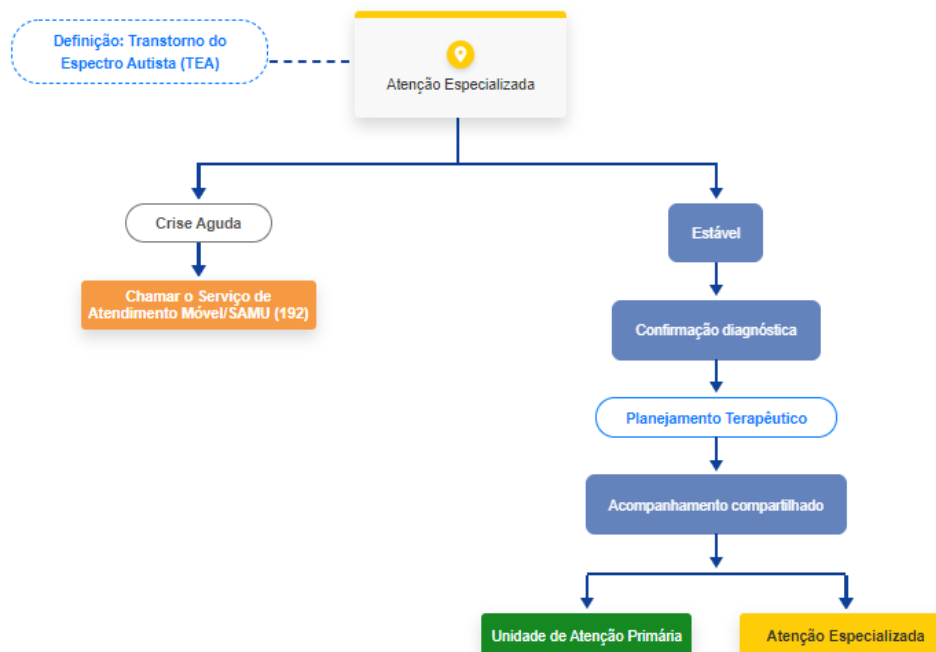 Definição: Transtorno do
Espectro Autista (TEA)
Atenção Especializada
Crise Aguda
Chamar o Serviço de
Atendimento Móvel/SAMU (192)
Estável
Confirmação diagnóstica
Planejamento Terapêutico
Acompanhamento compartilhado
Unidade de Atenção Primária
Atenção Especializada